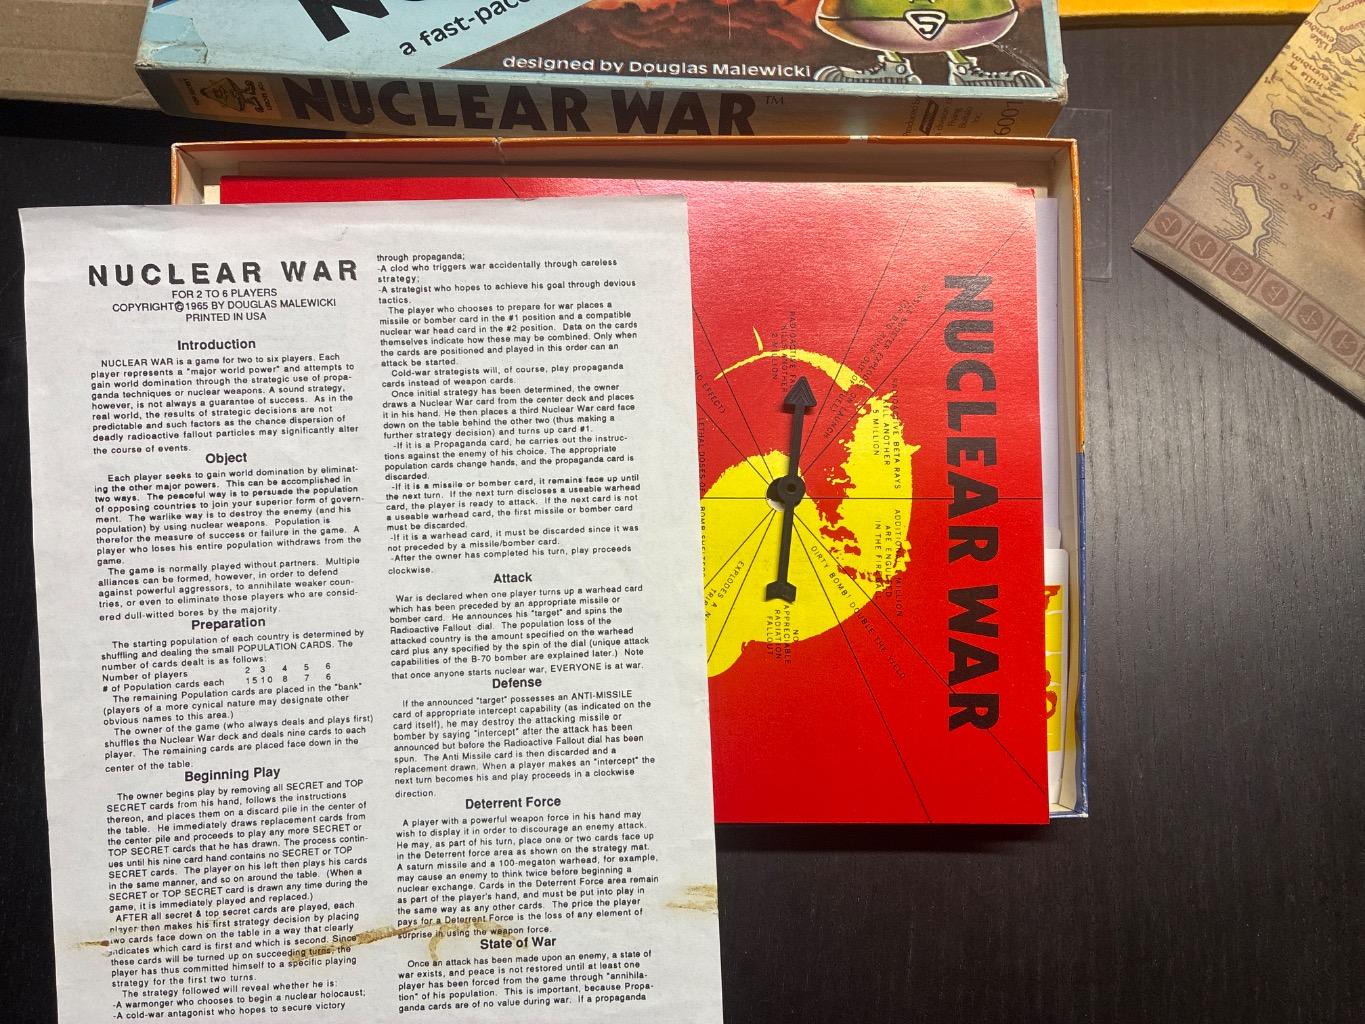 a fast-pac
designed by Douglas Malewicki
NUCLEAR WAR™
6001
NUCLEAR WAR
FOR 2 TO 6 PLAYERS
COPYRIGHT © 1965 BY DOUGLAS MALEWICKI
PRINTED IN USA
Introduction
NUCLEAR WAR is a game for two to six players. Each
player represents a "major world power" and attempts to
gain world domination through the strategic use of propa-
ganda techniques or nuclear weapons. A sound strategy,
however, is not always a guarantee of success. As in the
real world, the results of strategic decisions are not
predictable and such factors as the chance dispersion of
deadly radioactive fallout particles may significantly alter
the course of events.
Object
Each player seeks to gain world domination by eliminat-
ing the other major powers. This can be accomplished in
two ways. The peaceful way is to persuade the population
of opposing countries to join your superior form of govern-
ment. The warlike way is to destroy the enemy (and his
population) by using nuclear weapons. Population is
therefor the measure of success or failure in the game. A
player who loses his entire population withdraws from the
game.
The game is normally played without partners. Multiple
alliances can be formed, however, in order to defend
against powerful aggressors, to annihilate weaker coun-
tries, or even to eliminate those players who are consid-
ered dull-witted bores by the majority.
Preparation
The starting population of each country is determined by
shuffling and dealing the small POPULATION CARDS. The
number of cards dealt is as follows:
Number of players 2 3 4 5 6
# of Population cards each 15 10 8 7 6
The remaining Population cards are placed in the "bank"
(players of a more cynical nature may designate other
obvious names to this area.)
The owner of the game (who always deals and plays first)
shuffles the Nuclear War deck and deals nine cards to each
player. The remaining cards are placed face down in the
center of the table.
Beginning Play
The owner begins play by removing all SECRET and TOP
SECRET cards from his hand, follows the instructions
thereon, and places them on a discard pile in the center of
the table. He immediately draws replacement cards from
the center pile and proceeds to play any more SECRET or
TOP SECRET cards that he has drawn. The process contin-
ues until his nine card hand contains no SECRET or TOP
SECRET cards. The player on his left then plays his cards
in the same manner, and so on around the table. (When a
SECRET or TOP SECRET card is drawn any time during the
game, it is immediately played and replaced.)
AFTER all secret & top secret cards are played, each
player then makes his first strategy decision by placing
two cards face down on the table in a way that clearly
indicates which card is first and which is second. Since
these cards will be turned up on succeeding turns, the
player has thus committed himself to a specific playing
strategy for the first two turns.
The strategy followed will reveal whether he is:
-A warmonger who chooses to begin a nuclear holocaust;
-A cold-war antagonist who hopes to secure victory
through propaganda;
-A clod who triggers war accidentally through careless
strategy;
-A strategist who hopes to achieve his goal through devious
tactics.
The player who chooses to prepare for war places a
missile or bomber card in the #1 position and a compatible
nuclear war head card in the #2 position. Data on the cards
themselves indicate how these may be combined. Only when
the cards are positioned and played in this order can an
attack be started.
Cold-war strategists will, of course, play propaganda
cards instead of weapon cards.
Once initial strategy has been determined, the owner
draws a Nuclear War card from the center deck and places
it in his hand. He then places a third Nuclear War card face
down on the table behind the other two (thus making a
further strategy decision) and turns up card #1.
-If it is a Propaganda card, he carries out the instruc-
tions against the enemy of his choice. The appropriate
population cards change hands, and the propaganda card is
discarded.
-If it is a missile or bomber card, it remains face up until
the next turn. If the next turn discloses a useable warhead
card, the player is ready to attack. If the next card is not
a useable warhead card, the first missile or bomber card
must be discarded.
-If it is a warhead card, it must be discarded since it was
not preceded by a missile/bomber card.
-After the owner has completed his turn, play proceeds
clockwise.
Attack
War is declared when one player turns up a warhead card
which has been preceded by an appropriate missile or
bomber card. He announces his "target" and spins the
Radioactive Fallout dial. The population loss of the
attacked country is the amount specified on the warhead
card plus any specified by the spin of the dial (unique attack
capabilities of the B-70 bomber are explained later.) Note
that once anyone starts nuclear war, EVERYONE is at war.
Defense
If the announced "target" possesses an ANTI-MISSILE
card of appropriate intercept capability (as indicated on the
card itself), he may destroy the attacking missile or
bomber by saying "intercept" after the attack has been
announced but before the Radioactive Fallout dial has been
spun. The Anti Missile card is then discarded and a
replacement drawn. When a player makes an "intercept" the
next turn becomes his and play proceeds in a clockwise
direction.
Deterrent Force
A player with a powerful weapon force in his hand may
wish to display it in order to discourage an enemy attack.
He may, as part of his turn, place one or two cards face up
in the Deterrent force area as shown on the strategy mat.
A saturn missile and a 100-megaton warhead, for example,
may cause an enemy to think twice before beginning a
nuclear exchange. Cards in the Deterrent Force area remain
as part of the player's hand, and must be put into play in
the same way as any other cards. The price the player
pays for a Deterrent Force is the loss of any element of
surprise in using the weapon force.
State of War
Once an attack has been made upon an enemy, a state of
war exists, and peace is not restored until at least one
player has been forced from the game through "annihila-
tion" of his population. This is important, because Propa-
ganda cards are of no value during war. If a propaganda
NUCLEAR WAR
5 MILLION
ARE ENGULFED
IN THE FIREBALL
DIRTY BOMB! DOUBLE THE YIELD
NO
APPRECIABLE
RADIATION
FALLOUT
EXPLODES A
FOROCHEL